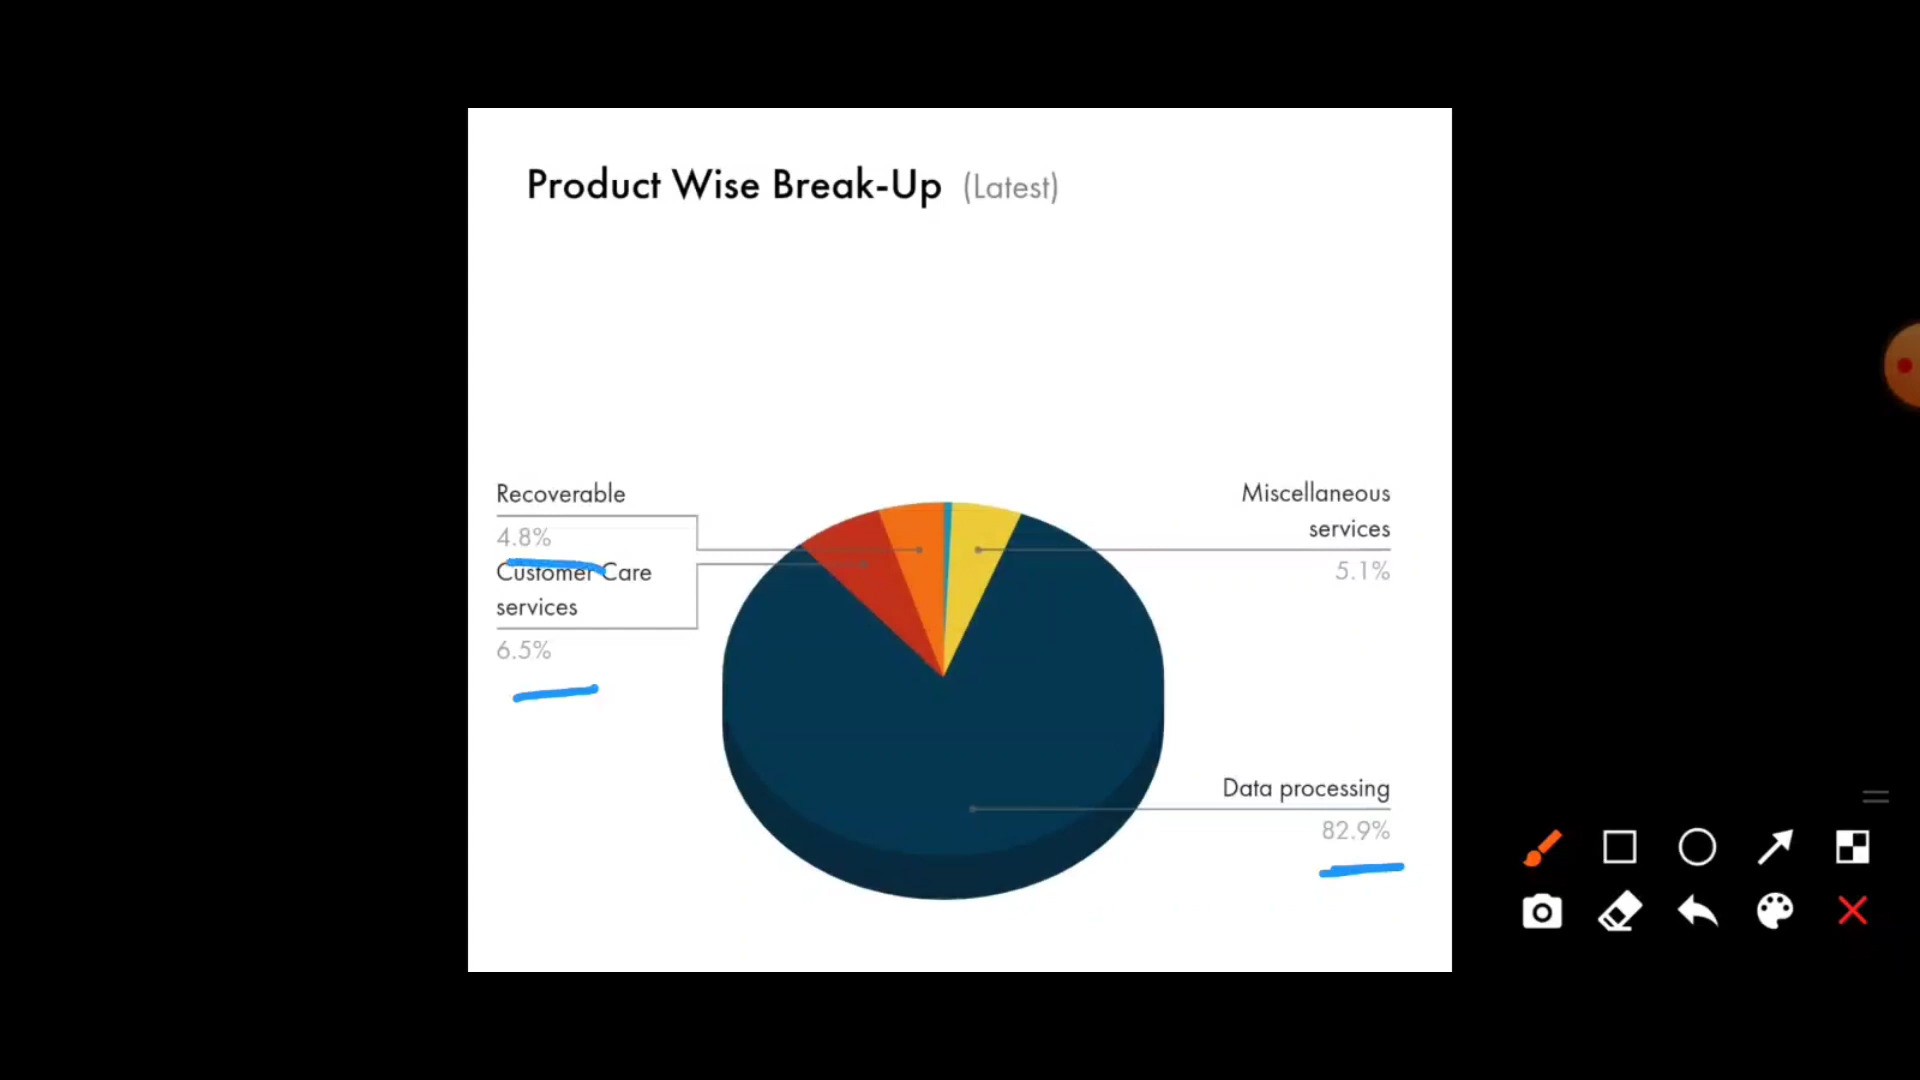 Product Wise Break-Up (Latest)
Recoverable
4.8%
Customer Care
services
6.5%
Miscellaneous
services
5.1%
Data processing
82.9%